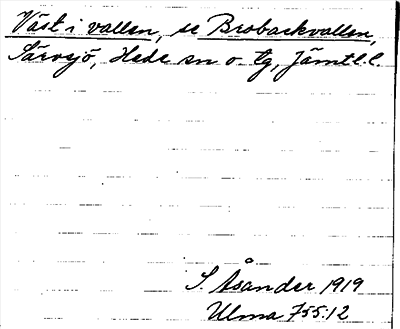 Väst i vallen, se Brobackvallen,
Särvsjö, Hede sn o tg, Jämtl. l.
S. Åsander 1919
Ulma 755:12